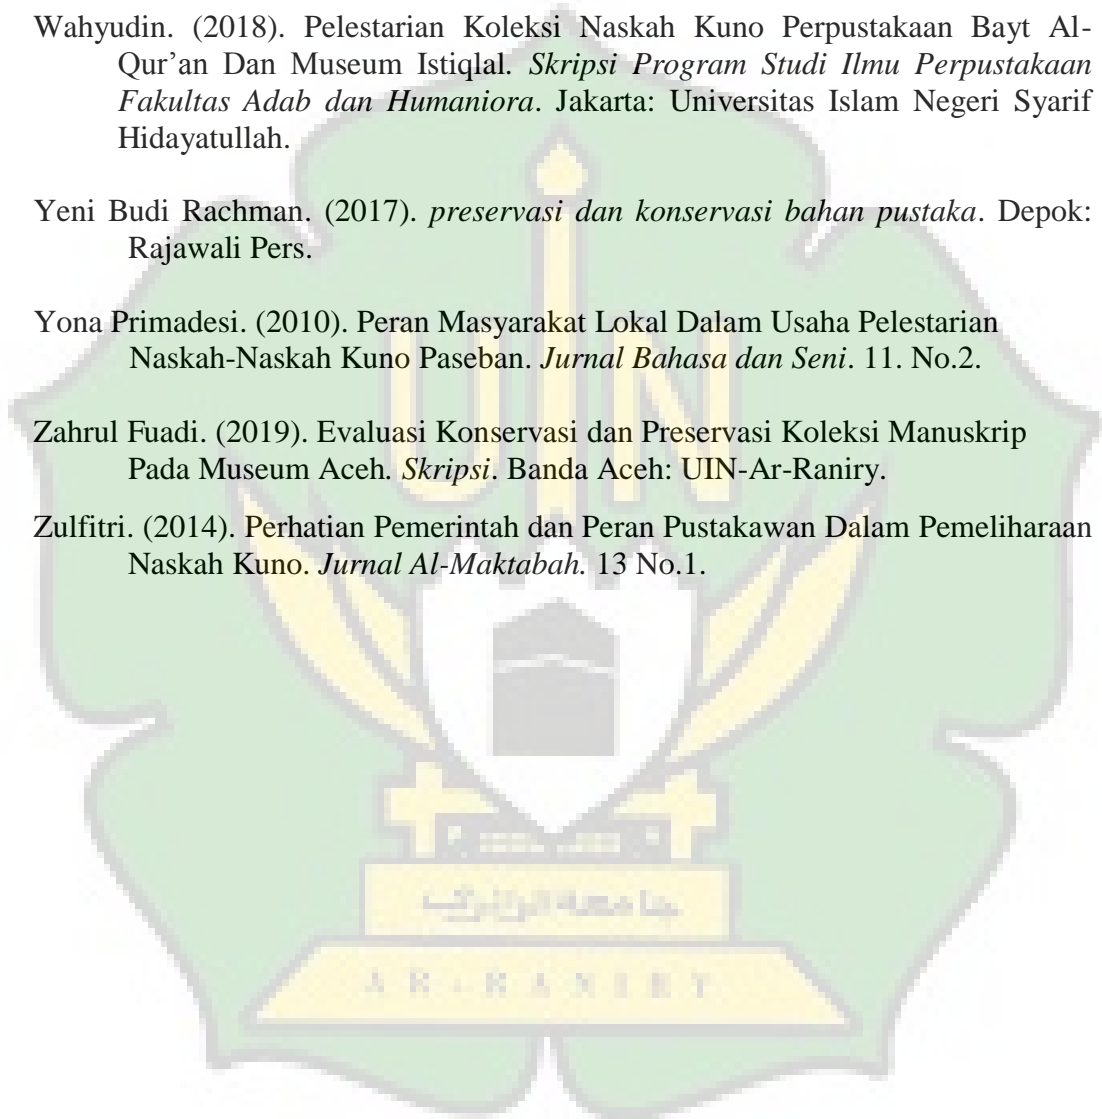 Wahyudin. (2018). Pelestarian Koleksi Naskah Kuno Perpustakaan Bayt Al-
Qur'an Dan Museum Istiqlal. Skripsi Program Studi Ilmu Perpustakaan
Fakultas Adab dan Humaniora. Jakarta: Universitas Islam Negeri Syarif
Hidayatullah.
Yeni Budi Rachman. (2017). preservasi dan konservasi bahan pustaka. Depok:
Rajawali Pers.
Yona Primadesi. (2010). Peran Masyarakat Lokal Dalam Usaha Pelestarian
Naskah-Naskah Kuno Paseban. Jurnal Bahasa dan Seni. 11. No.2.
Zahrul Fuadi. (2019). Evaluasi Konservasi dan Preservasi Koleksi Manuskrip
Pada Museum Aceh. Skripsi. Banda Aceh: UIN-Ar-Raniry.
Zulfitri. (2014). Perhatian Pemerintah dan Peran Pustakawan Dalam Pemeliharaan
Naskah Kuno. Jurnal Al-Maktabah. 13 No.1.
UIN
جامعة الرانري
AR-RANIRY